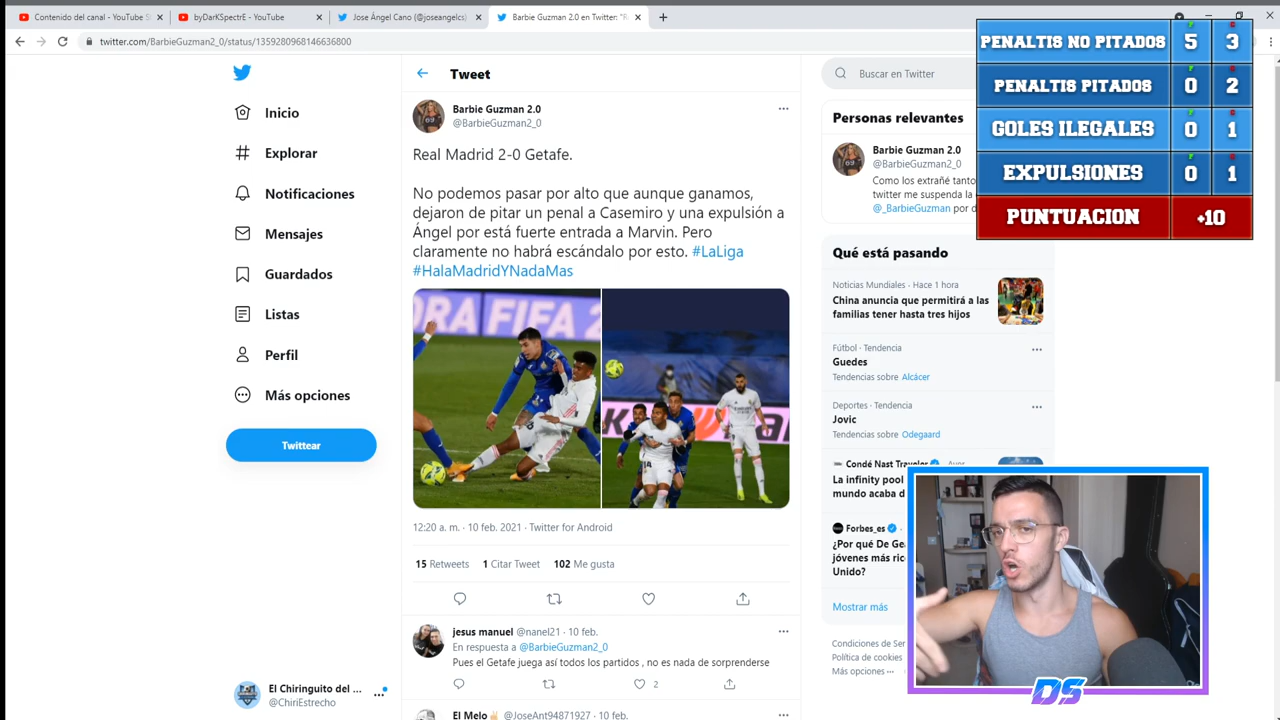 Contenido del canal - YouTube S
byDarKSpectrE - YouTube
Jose Ángel Cano (@joseangelcs)
Barbie Guzman 2.0 en Twitter: "R
twitter.com/BarbieGuzman2_0/status/1359280968146636800
Inicio
Explorar
Notificaciones
Mensajes
Guardados
Listas
Perfil
Más opciones
Twittear
El Chiringuito del ...
@ChiriEstrecho
Tweet
Barbie Guzman 2.0
@BarbieGuzman2_0
Real Madrid 2-0 Getafe.
No podemos pasar por alto que aunque ganamos,
dejaron de pitar un penal a Casemiro y una expulsión a
Ángel por está fuerte entrada a Marvin. Pero
claramente no habrá escándalo por esto. #LaLiga
#HalaMadridYNadaMas
ORA FIFA 2
12:20 a. m. · 10 feb. 2021 · Twitter for Android
15 Retweets 1 Citar Tweet 102 Me gusta
jesus manuel @nanel21 · 10 feb.
En respuesta a @BarbieGuzman2_0
Pues el Getafe juega así todos los partidos , no es nada de sorprenderse
2
El Melo @JoseAnt94871927 · 10 feb.
Buscar en Twitter
Personas relevantes
Barbie Guzman 2.0
@BarbieGuzman2_0
Como los extrañé tanto
twitter me suspenda la
@_BarbieGuzman por d
Qué está pasando
Noticias Mundiales · Hace 1 hora
China anuncia que permitirá a las
familias tener hasta tres hijos
Fútbol · Tendencia
Guedes
Tendencias sobre Alcácer
Deportes · Tendencia
Jovic
Tendencias sobre Odegaard
Condé Nast Traveler Ayer
La infinity pool
mundo acaba d
Forbes_es ·
¿Por qué De Ge
jóvenes más ric
Unido?
Mostrar más
Condiciones de Ser
Política de cookies
Más opciones ···
PENALTIS NO PITADOS 5 3
PENALTIS PITADOS 0 2
GOLES ILEGALES 0 1
EXPULSIONES 0 1
PUNTUACION +10
DS